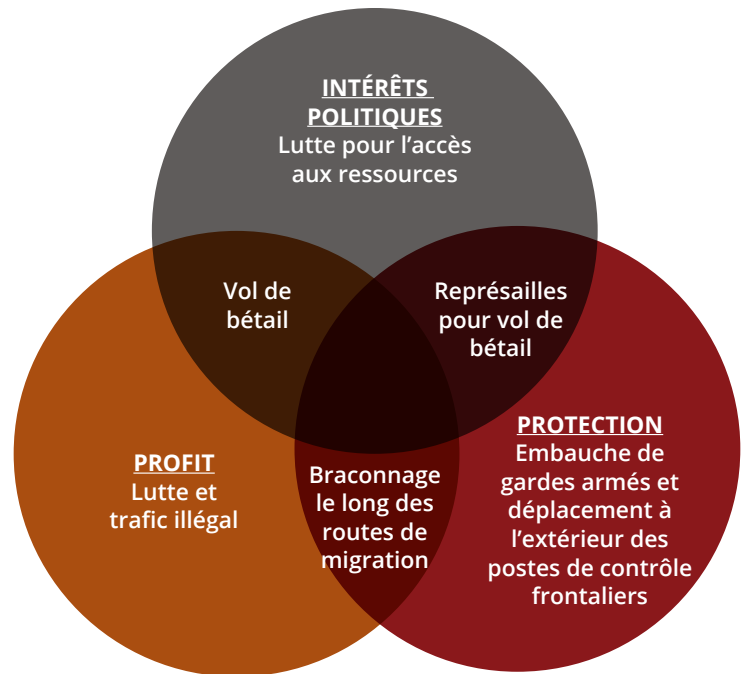 INTÉRÊTS
POLITIQUES
Lutte pour l’accès
aux ressources
Vol de
bétail
Représailles
pour vol de
bétail
PROFIT
Lutte et
trafic illégal
Braconnage
le long des
routes de
migration
PROTECTION
Embauche de
gardes armés et
déplacement à
l’extérieur des
postes de contrôle
frontaliers